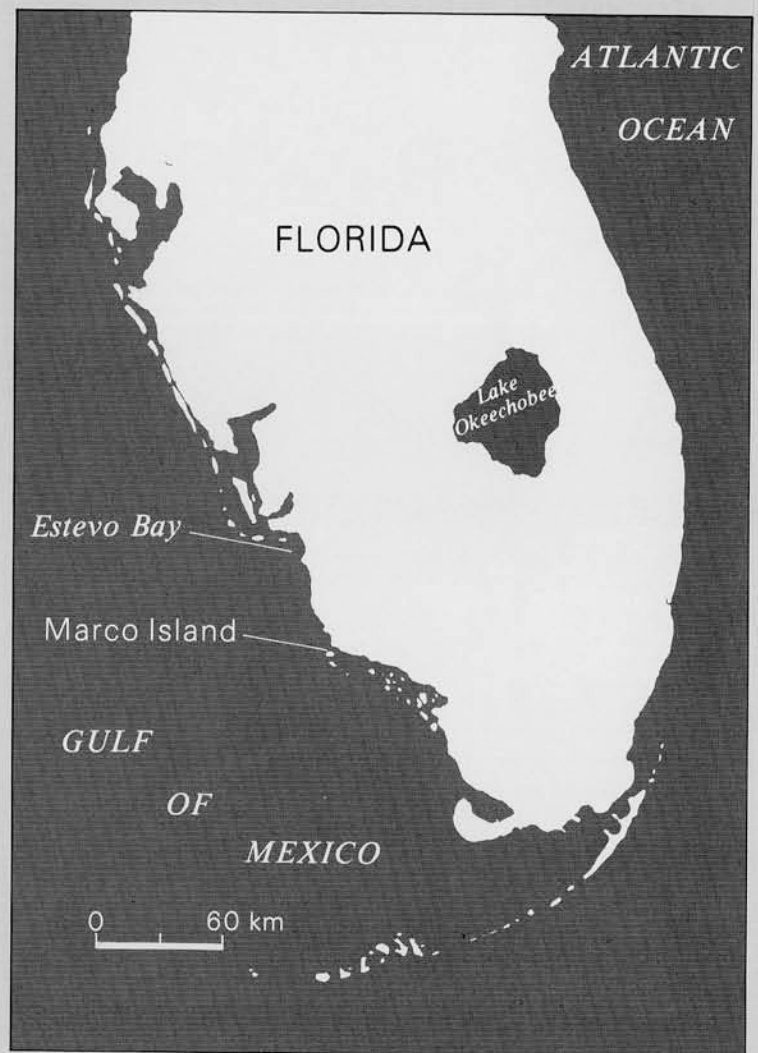 ATLANTIC
OCEAN
FLORIDA
Lake
Okeechobee
Estevo Bay
Marco Island
GULF
OF
MEXICO
0 60 km